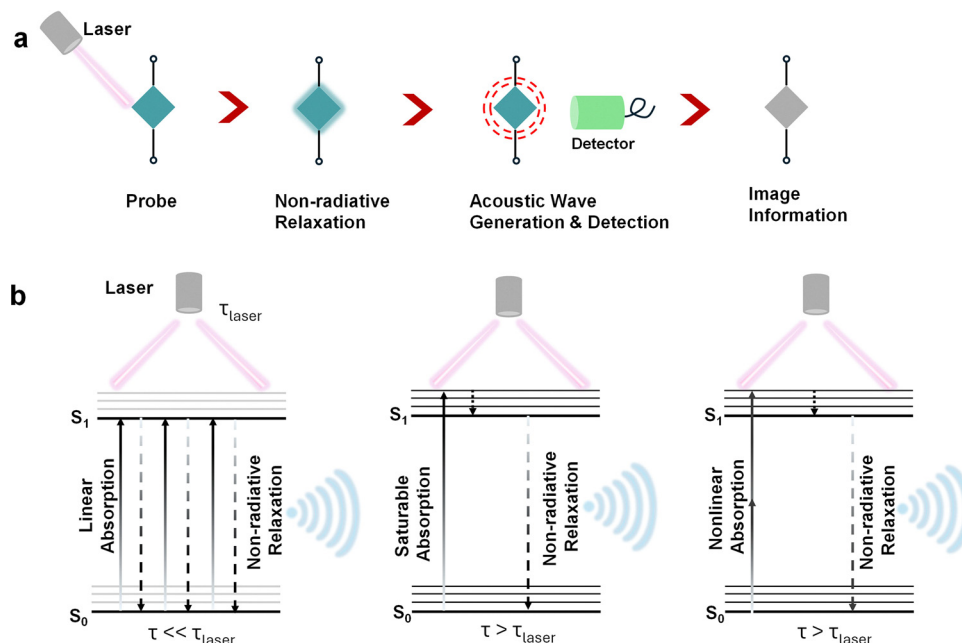 a
Laser
Detector
Probe
Non-radiative
Relaxation
Acoustic Wave
Generation & Detection
Image
Information
b
Laser
τlaser
S1
Linear
Absorption
Non-radiative
Relaxation
S0
τ << τlaser
S1
Saturable
Absorption
Non-radiative
Relaxation
S0
τ > τlaser
S1
Nonlinear
Absorption
Non-radiative
Relaxation
S0
τ > τlaser